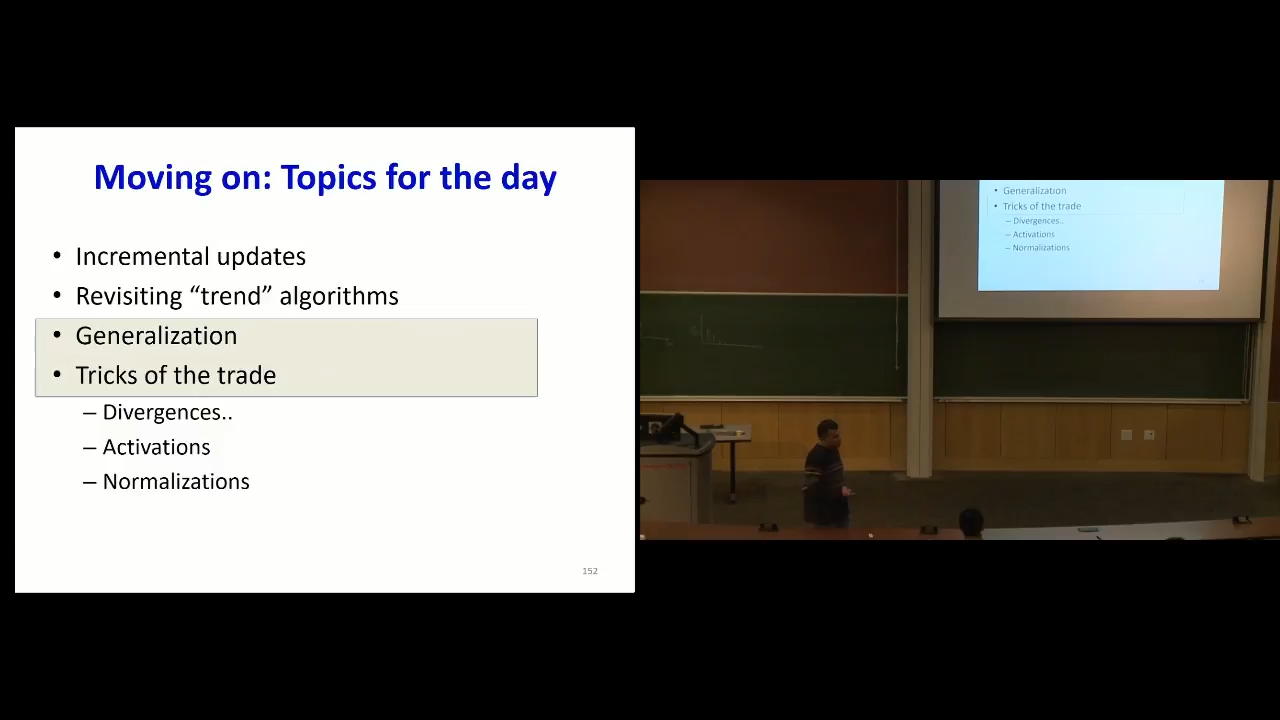 Moving on: Topics for the day
• Incremental updates
• Revisiting “trend” algorithms
• Generalization
• Tricks of the trade
– Divergences..
– Activations
– Normalizations
152
• Generalization
• Tricks of the trade
– Divergences..
– Activations
– Normalizations